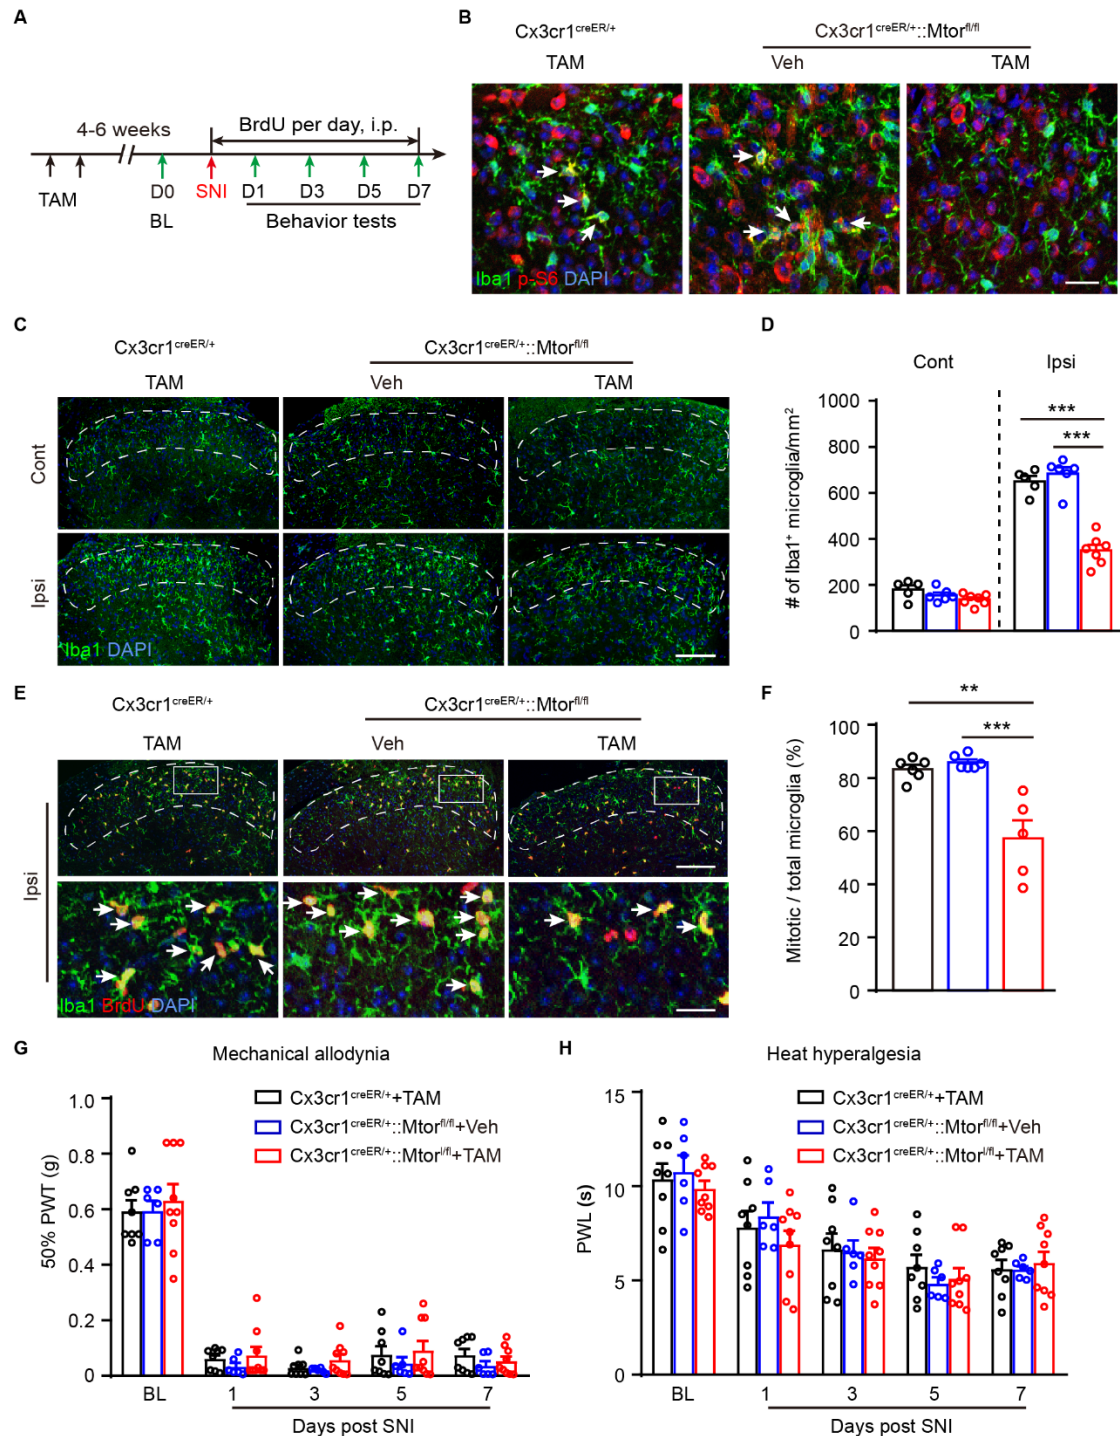 A
4-6 weeks
BrdU per day, i.p.
TAM
D0
SNI
D1
D3
D5
D7
BL
Behavior tests
B
Cx3cr1creER/+
Cx3cr1creER/+::Mtorfl/fl
TAM
Veh
TAM
Iba1 p-S6 DAPI
C
Cx3cr1creER/+
Cx3cr1creER/+::Mtorfl/fl
TAM
Veh
TAM
Cont
Ipsi
Iba1 DAPI
D
Cont
Ipsi
# of Iba1+ microglia/mm2
1000
800
600
400
200
0
***
***
E
Cx3cr1creER/+
Cx3cr1creER/+::Mtorfl/fl
TAM
Veh
TAM
Ipsi
Iba1 BrdU DAPI
F
Mitotic / total microglia (%)
100
80
60
40
20
0
**
***
G
Mechanical allodynia
Cx3cr1creER/++TAM
Cx3cr1creER/+::Mtorfl/fl+Veh
Cx3cr1creER/+::Mtorl/fl+TAM
50% PWT (g)
1.0
0.8
0.6
0.4
0.2
0
BL
1
3
5
7
Days post SNI
H
Heat hyperalgesia
Cx3cr1creER/++TAM
Cx3cr1creER/+::Mtorfl/fl+Veh
Cx3cr1creER/+::Mtorl/fl+TAM
PWL (s)
15
10
5
0
BL
1
3
5
7
Days post SNI